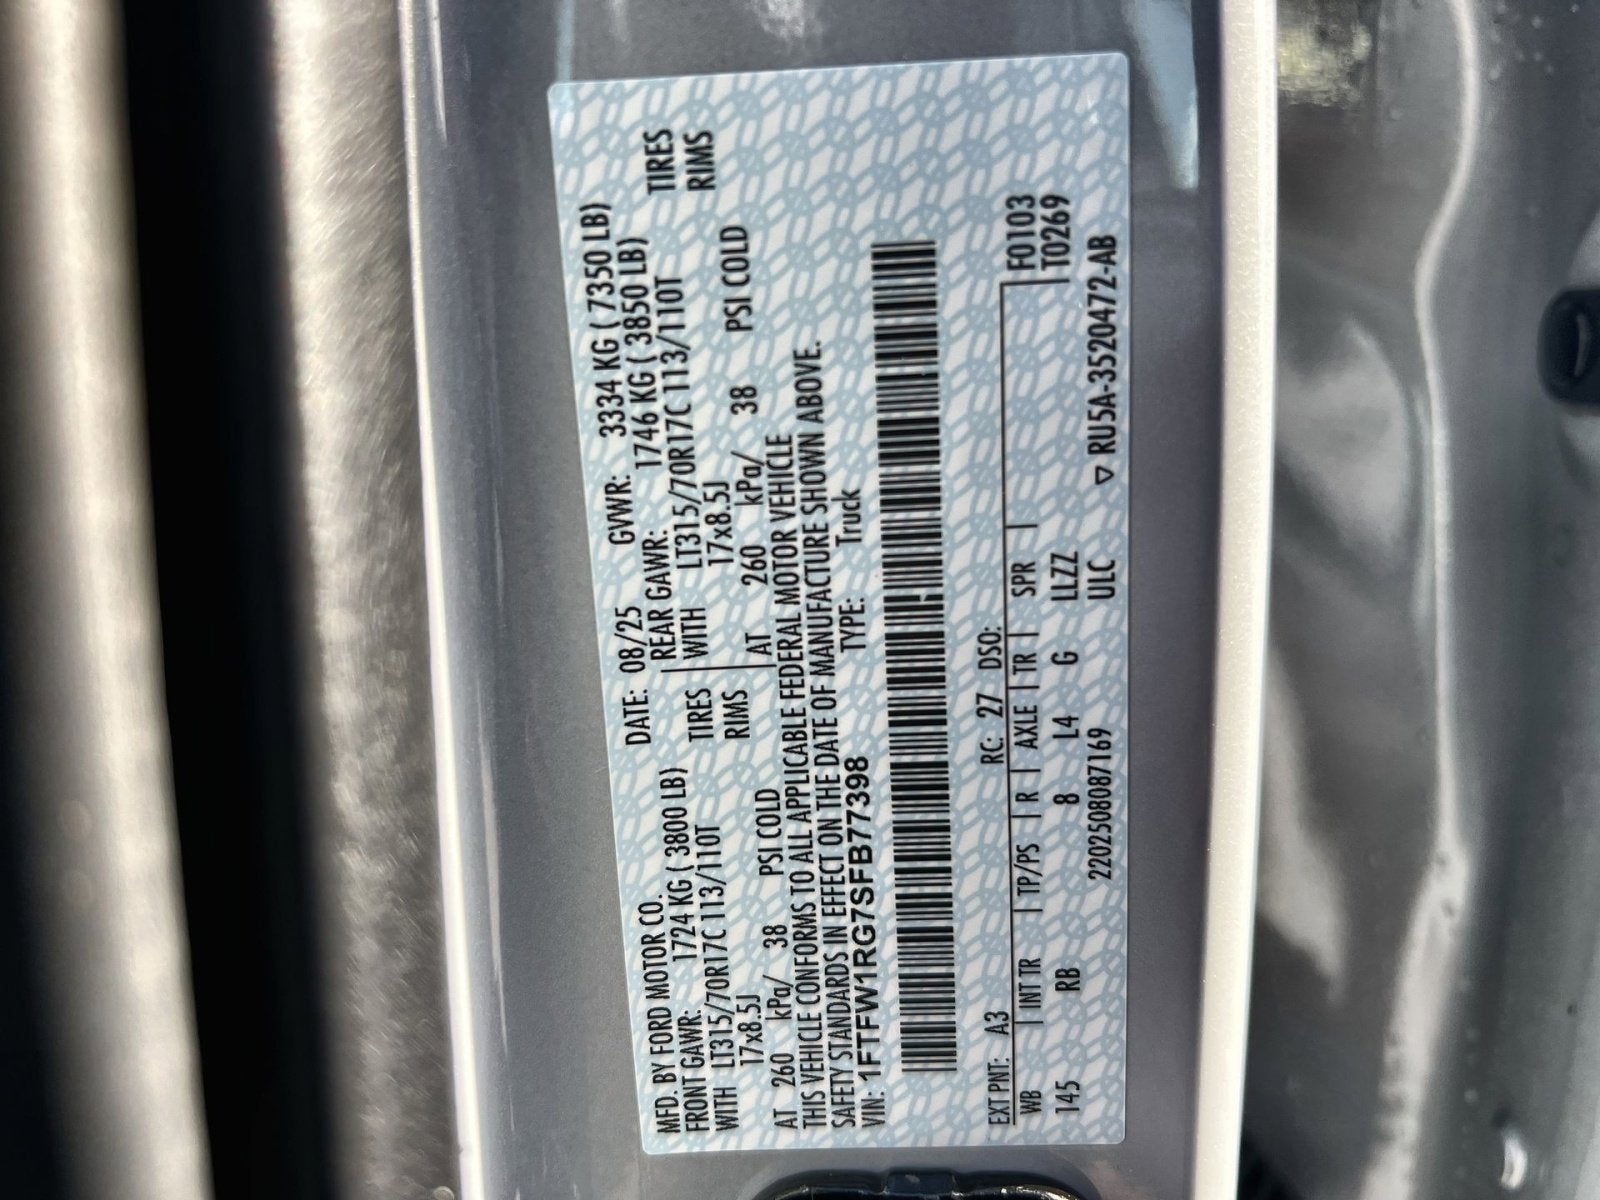 MFD. BY FORD MOTOR CO.
DATE: 08/25 GVWR: 3334 KG ( 7350 LB)
FRONT GAWR: 1724 KG ( 3800 LB) REAR GAWR: 1746 KG ( 3850 LB)
WITH LT315/70R17C 113/110T TIRES WITH LT315/70R17C 113/110T TIRES
17x8.5J RIMS 17x8.5J RIMS
AT 260 kPa/ 38 PSI COLD AT 260 kPa/ 38 PSI COLD
THIS VEHICLE CONFORMS TO ALL APPLICABLE FEDERAL MOTOR VEHICLE
SAFETY STANDARDS IN EFFECT ON THE DATE OF MANUFACTURE SHOWN ABOVE.
VIN: 1FTFW1RG7SFB77398 TYPE: Truck
EXT PNT: A3 RC: 27 DSO: F0103
WB INT TR TP/PS R AXLE TR SPR T0269
145 RB 8 L4 G LLZZ
2202508087169 ULC RU5A-3520472-AB